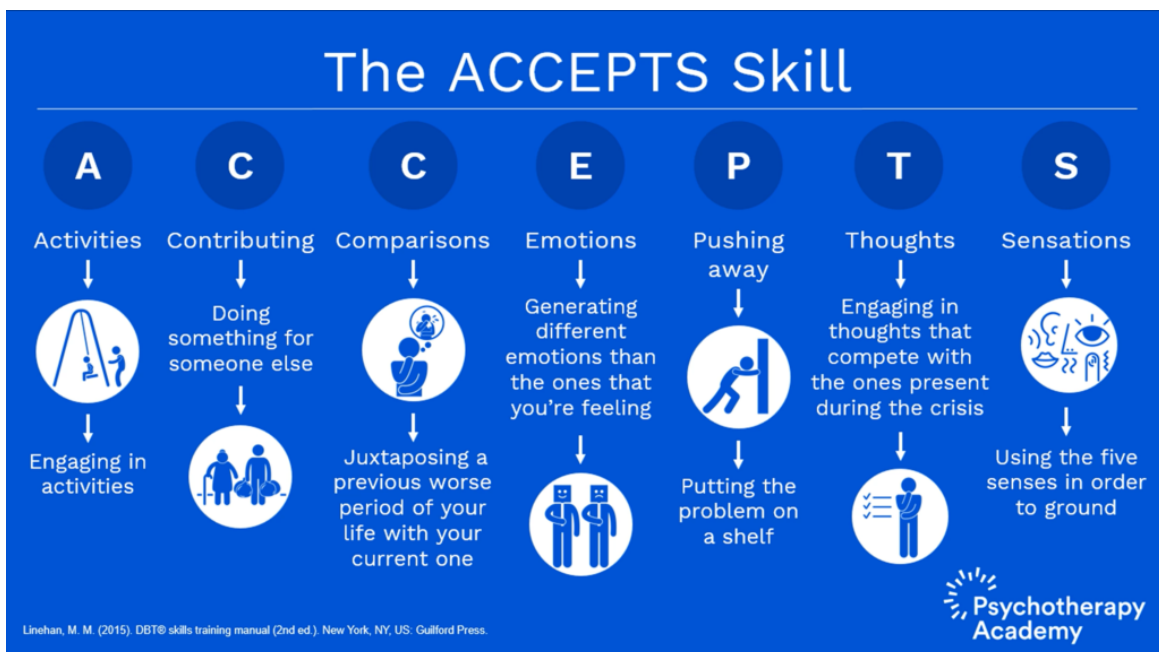 The ACCEPTS Skill
A
Activities
Engaging in
activities
C
Contributing
Doing
something for
someone else
C
Comparisons
Juxtaposing a
previous worse
period of your
life with your
current one
E
Emotions
Generating
different
emotions than
the ones that
you’re feeling
P
Pushing
away
Putting the
problem on
a shelf
T
Thoughts
Engaging in
thoughts that
compete with
the ones present
during the crisis
S
Sensations
Using the five
senses in order
to ground
Linehan, M. M. (2015). DBT® skills training manual (2nd ed.). New York, NY, US: Guilford Press.
Psychotherapy
Academy